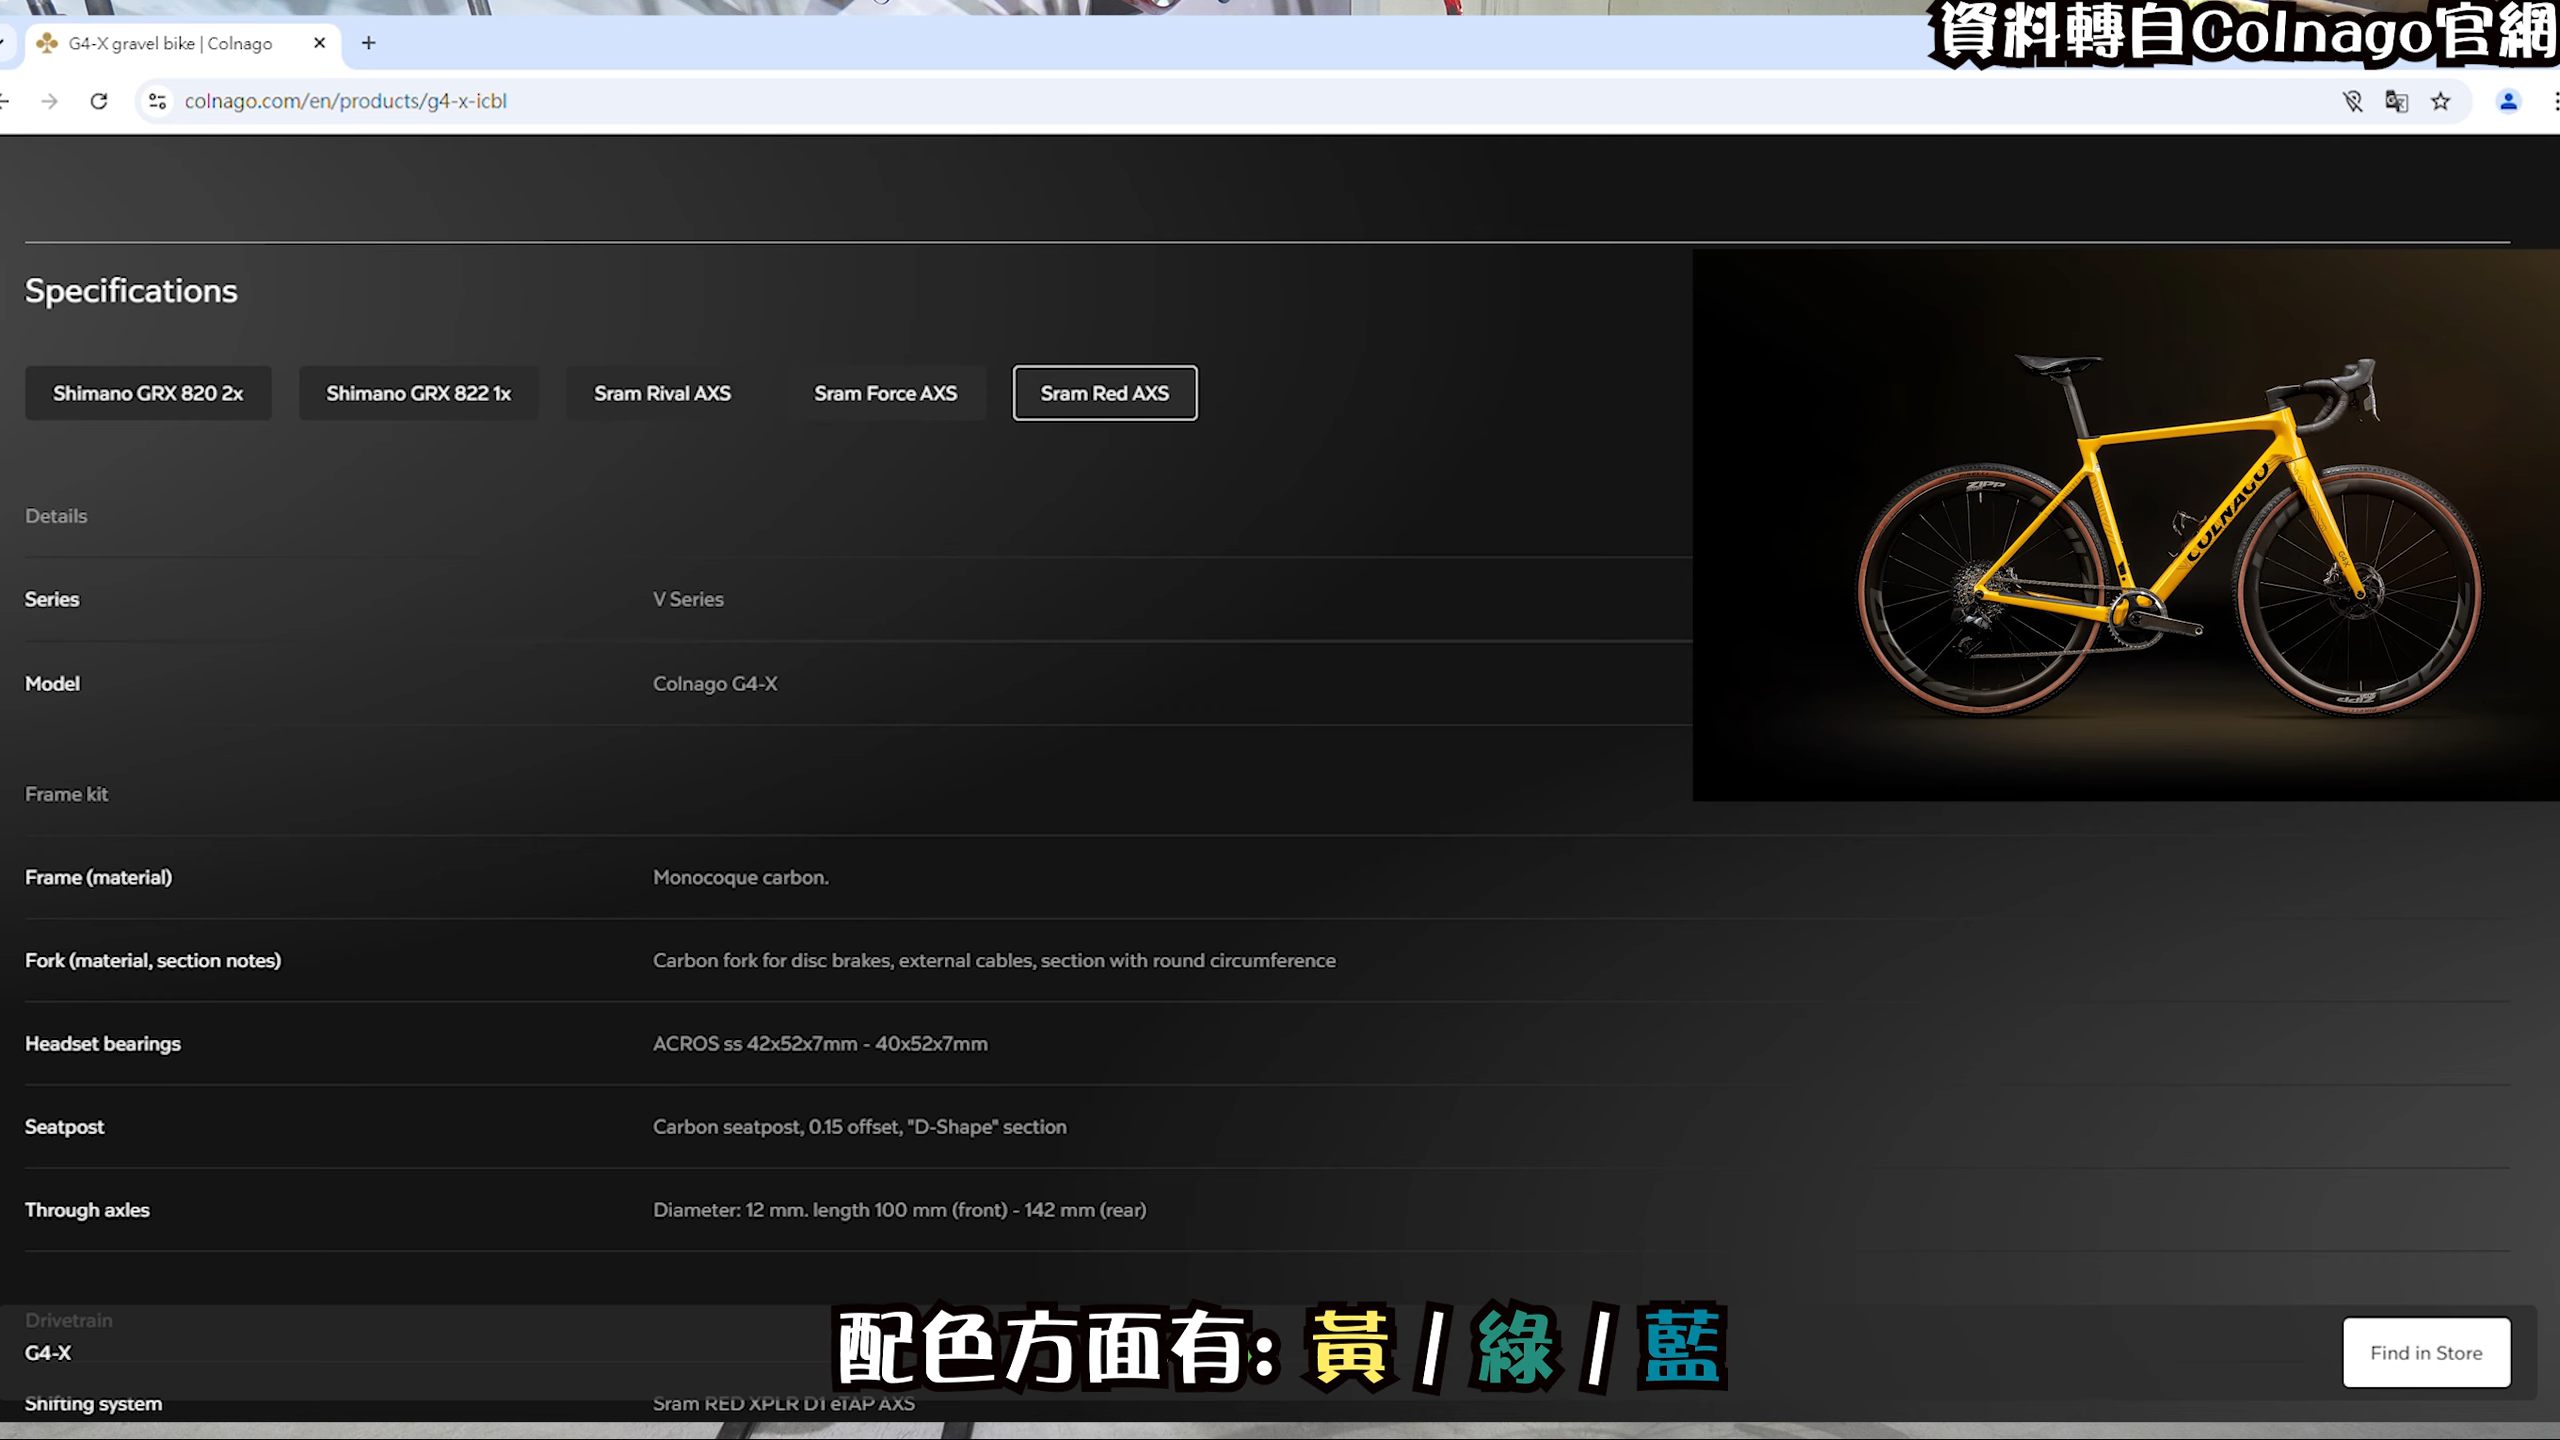 G4-X gravel bike | Colnago
資料轉自Colnago官網
colnago.com/en/products/g4-x-icbl
Specifications
Shimano GRX 820 2x
Shimano GRX 822 1x
Sram Rival AXS
Sram Force AXS
Sram Red AXS
ZIPP
COLNAGO
G4-X
ZIPP
Details
Series V Series
Model Colnago G4-X
Frame kit
Frame (material) Monocoque carbon.
Fork (material, section notes) Carbon fork for disc brakes, external cables, section with round circumference
Headset bearings ACROS ss 42x52x7mm - 40x52x7mm
Seatpost Carbon seatpost, 0.15 offset, "D-Shape" section
Through axles Diameter: 12 mm. length 100 mm (front) - 142 mm (rear)
Drivetrain
G4-X
配色方面有: 黃 / 綠 / 藍
Find in Store
Shifting system Sram RED XPLR D1 eTAP AXS